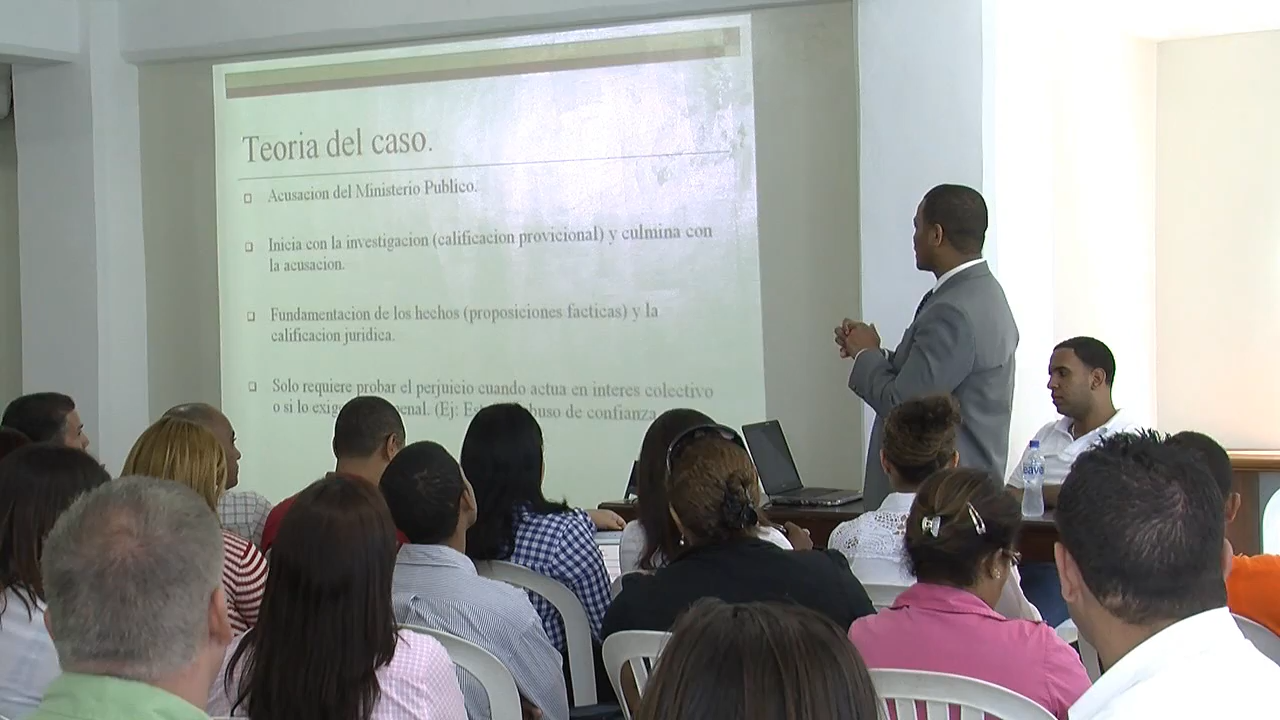 Teoria del caso.
Acusacion del Ministerio Publico.
Inicia con la investigacion (calificacion provicional) y culmina con
la acusacion.
Fundamentacion de los hechos (proposiciones facticas) y la
calificacion juridica.
Solo requiere probar el perjuicio cuando actua en interes colectivo
o si lo penal. (Ej: de confianza